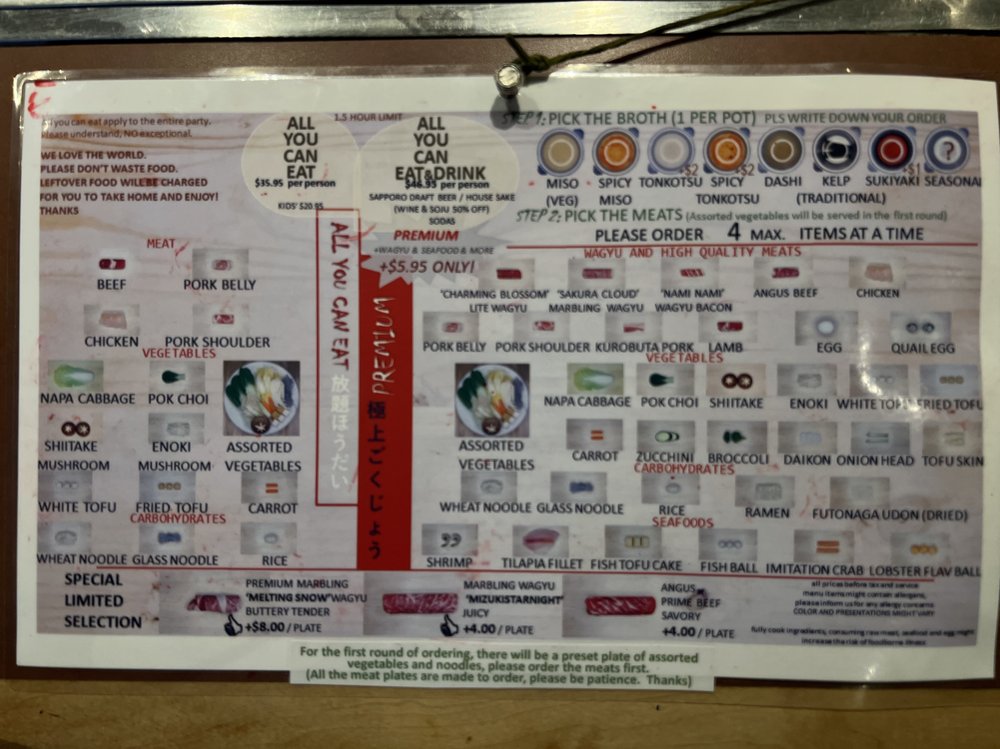 All you can eat apply to the entire party.
Please understand, NO exceptional.
WE LOVE THE WORLD.
PLEASE DON'T WASTE FOOD.
LEFTOVER FOOD WILL BE CHARGED
FOR YOU TO TAKE HOME AND ENJOY!
THANKS
ALL
YOU
CAN
EAT
$35.95 per person
KIDS' $20.95
1.5 HOUR LIMIT
ALL
YOU
CAN
EAT&DRINK
$46.95 per person
SAPPORO DRAFT BEER / HOUSE SAKE
(WINE & SOJU 50% OFF)
SODAS
PREMIUM
+WAGYU & SEAFOOD & MORE
+$5.95 ONLY!
STEP 1: PICK THE BROTH (1 PER POT) PLS WRITE DOWN YOUR ORDER
MISO (VEG)
SPICY MISO
TONKOTSU +$2
SPICY TONKOTSU +$2
DASHI
KELP (TRADITIONAL)
SUKIYAKI +$1
? SEASONAL
STEP 2: PICK THE MEATS (Assorted vegetables will be served in the first round)
PLEASE ORDER 4 MAX. ITEMS AT A TIME
MEAT
BEEF PORK BELLY
CHICKEN PORK SHOULDER
VEGETABLES
NAPA CABBAGE POK CHOI
SHIITAKE MUSHROOM
ENOKI MUSHROOM
ASSORTED VEGETABLES
WHITE TOFU FRIED TOFU CARROT
CARBOHYDRATES
WHEAT NOODLE GLASS NOODLE RICE
ALL YOU CAN EAT 放題ほうだい
PREMIUM 極上ごくじょう
WAGYU AND HIGH QUALITY MEATS
'CHARMING BLOSSOM' LITE WAGYU
'SAKURA CLOUD' MARBLING WAGYU
'NAMI NAMI' WAGYU BACON
ANGUS BEEF CHICKEN
PORK BELLY PORK SHOULDER KUROBUTA PORK LAMB EGG QUAIL EGG
VEGETABLES
ASSORTED VEGETABLES
NAPA CABBAGE POK CHOI SHIITAKE ENOKI WHITE TOFU FRIED TOFU
CARROT ZUCCHINI BROCCOLI DAIKON ONION HEAD TOFU SKIN
CARBOHYDRATES
WHEAT NOODLE GLASS NOODLE RICE RAMEN FUTONAGA UDON (DRIED)
SEAFOODS
SHRIMP TILAPIA FILLET FISH TOFU CAKE FISH BALL IMITATION CRAB LOBSTER FLAV BALL
SPECIAL
LIMITED
SELECTION
PREMIUM MARBLING
'MELTING SNOW' WAGYU
BUTTERY TENDER
+$8.00 / PLATE
MARBLING WAGYU
'MIZUKISTARNIGHT'
JUICY
+4.00 / PLATE
ANGUS
PRIME BEEF
SAVORY
+4.00 / PLATE
all prices before tax and service
menu items might contain allergens,
please inform us for any allergy concerns
COLOR AND PRESENTATIONS MIGHT VARY
fully cook ingredients, consuming raw meat, seafood and egg might
increase the risk of foodborne illness
For the first round of ordering, there will be a preset plate of assorted
vegetables and noodles, please order the meats first.
(All the meat plates are made to order, please be patience. Thanks)